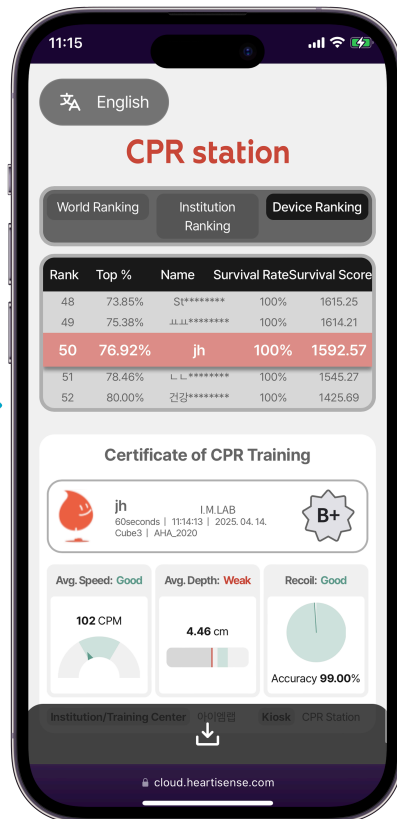 11:15
English
CPR station
World Ranking
Institution Ranking
Device Ranking
Rank Top % Name Survival Rate Survival Score
48 73.85% St******** 100% 1615.25
49 75.38% ㅛㅛ******** 100% 1614.21
50 76.92% jh 100% 1592.57
51 78.46% ㄴㄴ******** 100% 1545.27
52 80.00% 건강******** 100% 1425.69
Certificate of CPR Training
jh I.M.LAB
60seconds | 11:14:13 | 2025. 04. 14.
Cube3 | AHA_2020
B+
Avg. Speed: Good
102 CPM
Avg. Depth: Weak
4.46 cm
Recoil: Good
Accuracy 99.00%
Institution/Training Center 아이엠랩 Kiosk CPR Station
cloud.heartisense.com